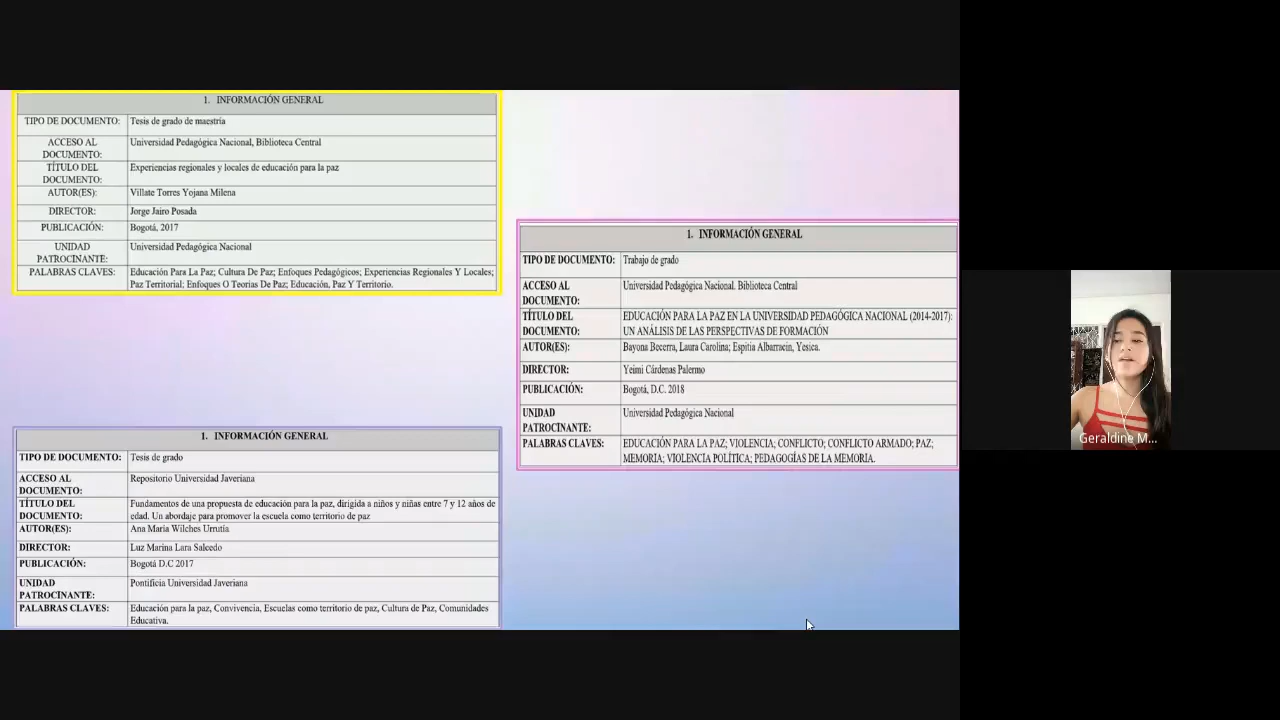 1. INFORMACIÓN GENERAL
TIPO DE DOCUMENTO: Tesis de grado de maestría
ACCESO AL DOCUMENTO: Universidad Pedagógica Nacional, Biblioteca Central
TÍTULO DEL DOCUMENTO: Experiencias regionales y locales de educación para la paz
AUTOR(ES): Villate Torres Yojana Milena
DIRECTOR: Jorge Jairo Posada
PUBLICACIÓN: Bogotá, 2017
UNIDAD PATROCINANTE: Universidad Pedagógica Nacional
PALABRAS CLAVES: Educación Para La Paz; Cultura De Paz; Enfoques Pedagógicos; Experiencias Regionales Y Locales;
Paz Territorial; Enfoques O Teorías De Paz; Educación, Paz Y Territorio.
1. INFORMACIÓN GENERAL
TIPO DE DOCUMENTO: Tesis de grado
ACCESO AL DOCUMENTO: Repositorio Universidad Javeriana
TÍTULO DEL DOCUMENTO: Fundamentos de una propuesta de educación para la paz, dirigida a niños y niñas entre 7 y 12 años de
edad. Un abordaje para promover la escuela como territorio de paz
AUTOR(ES): Ana María Wilches Urrutía
DIRECTOR: Luz Marina Lara Salcedo
PUBLICACIÓN: Bogotá D.C 2017
UNIDAD PATROCINANTE: Pontificia Universidad Javeriana
PALABRAS CLAVES: Educación para la paz, Convivencia, Escuelas como territorio de paz, Cultura de Paz, Comunidades
Educativa.
1. INFORMACIÓN GENERAL
TIPO DE DOCUMENTO: Trabajo de grado
ACCESO AL DOCUMENTO: Universidad Pedagógica Nacional. Biblioteca Central
TÍTULO DEL DOCUMENTO: EDUCACIÓN PARA LA PAZ EN LA UNIVERSIDAD PEDAGÓGICA NACIONAL (2014-2017):
UN ANÁLISIS DE LAS PERSPECTIVAS DE FORMACIÓN
AUTOR(ES): Bayona Becerra, Laura Carolina; Espitia Albarracín, Yesica.
DIRECTOR: Yeimi Cárdenas Palermo
PUBLICACIÓN: Bogotá, D.C. 2018
UNIDAD PATROCINANTE: Universidad Pedagógica Nacional
PALABRAS CLAVES: EDUCACIÓN PARA LA PAZ; VIOLENCIA; CONFLICTO; CONFLICTO ARMADO; PAZ;
MEMORIA; VIOLENCIA POLÍTICA; PEDAGOGÍAS DE LA MEMORIA.
Geraldine M...